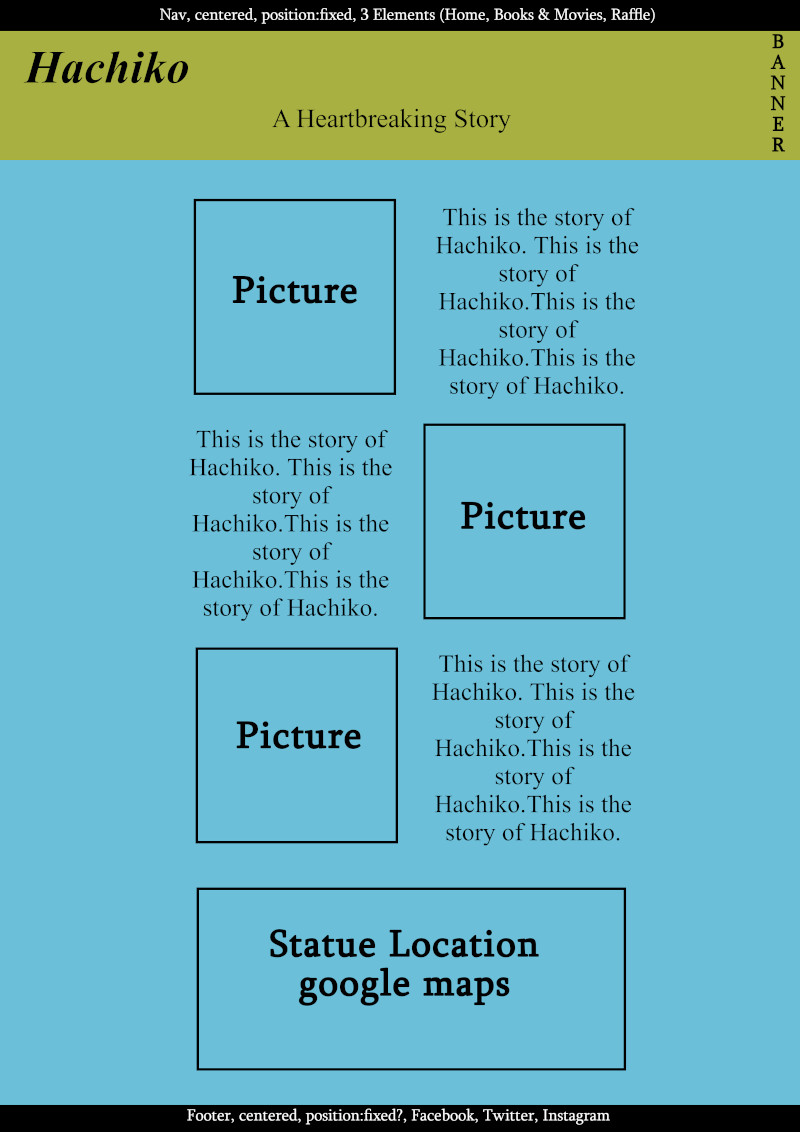 Nav, centered, position:fixed, 3 Elements (Home, Books & Movies, Raffle)
Hachiko
A Heartbreaking Story
BANNER
Picture
This is the story of
Hachiko. This is the
story of
Hachiko.This is the
story of
Hachiko.This is the
story of Hachiko.
This is the story of
Hachiko. This is the
story of
Hachiko.This is the
story of
Hachiko.This is the
story of Hachiko.
Picture
Picture
This is the story of
Hachiko. This is the
story of
Hachiko.This is the
story of
Hachiko.This is the
story of Hachiko.
Statue Location
google maps
Footer, centered, position:fixed?, Facebook, Twitter, Instagram